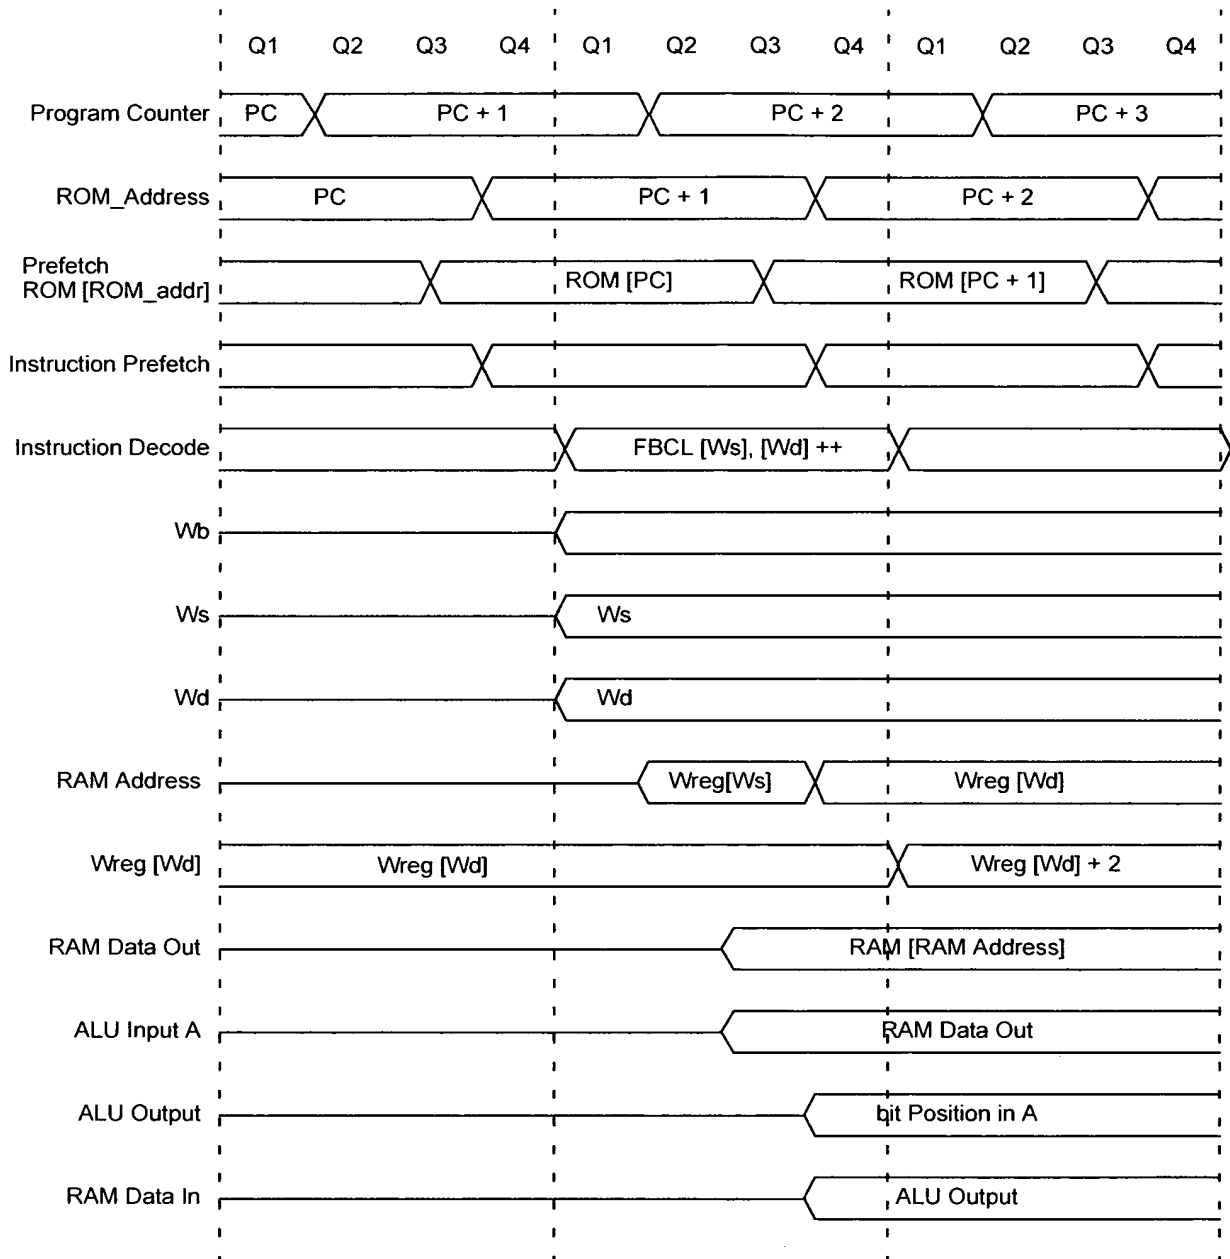 Q1 Q2 Q3 Q4 Q1 Q2 Q3 Q4 Q1 Q2 Q3 Q4
Program Counter PC PC + 1 PC + 2 PC + 3
ROM_Address PC PC + 1 PC + 2
Prefetch
ROM [ROM_addr] ROM [PC] ROM [PC + 1]
Instruction Prefetch
Instruction Decode FBCL [Ws], [Wd] ++
Wb
Ws Ws
Wd Wd
RAM Address Wreg[Ws] Wreg [Wd]
Wreg [Wd] Wreg [Wd] Wreg [Wd] + 2
RAM Data Out RAM [RAM Address]
ALU Input A RAM Data Out
ALU Output bit Position in A
RAM Data In ALU Output